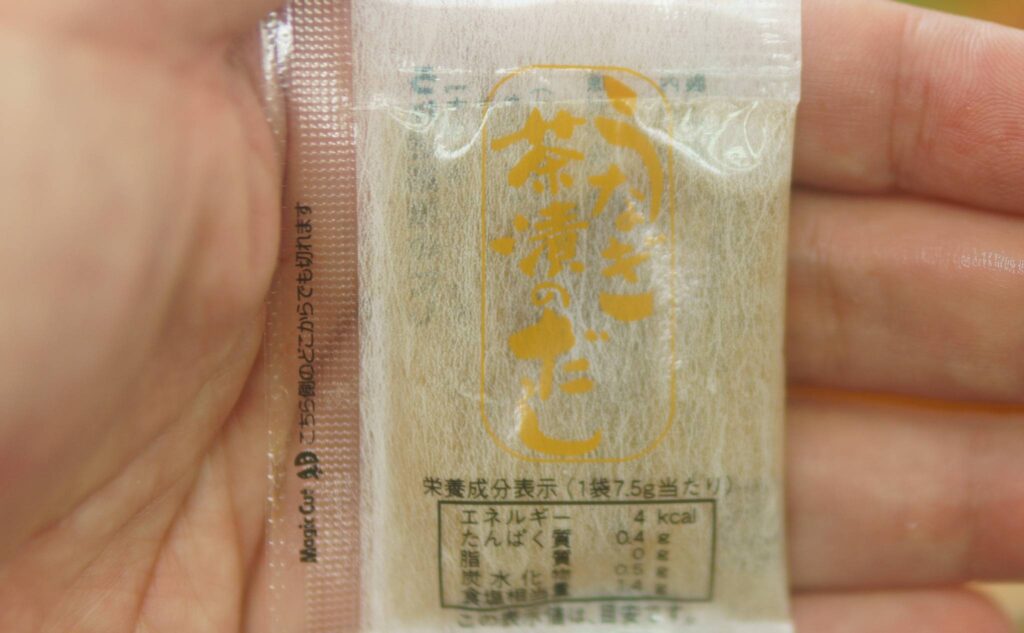 うなぎ
茶漬の
だし
栄養成分表示（1袋7.5g当たり）
エネルギー 4 kcal
たんぱく質 0.4 g
脂質 0 g
炭水化物 0.5 g
食塩相当量 1.4 g
この表示値は、目安です。
Magic Cut こちら側のどこからでも切れます